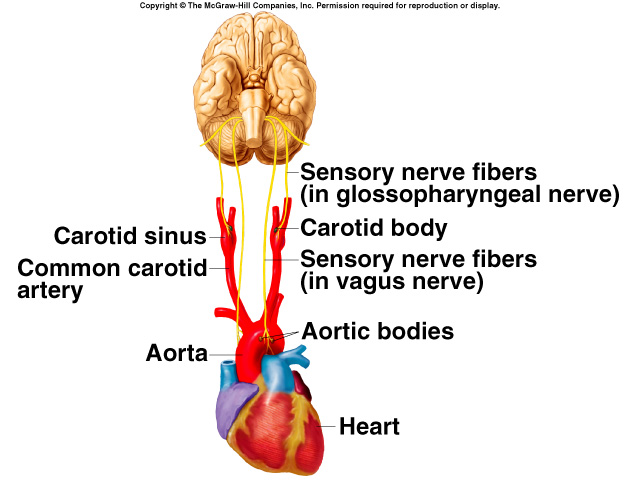 Copyright © The McGraw-Hill Companies, Inc. Permission required for reproduction or display.
Sensory nerve fibers
(in glossopharyngeal nerve)
Carotid sinus
Carotid body
Common carotid
artery
Sensory nerve fibers
(in vagus nerve)
Aortic bodies
Aorta
Heart